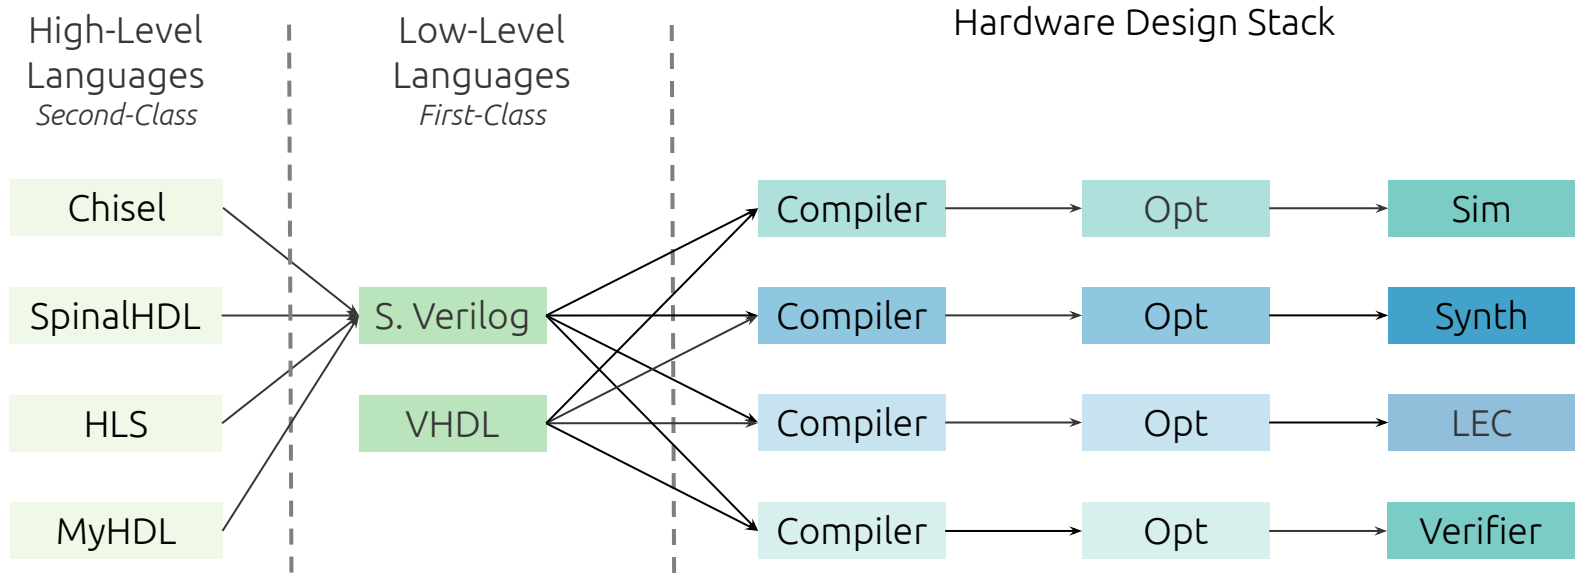 High-Level
Languages
Second-Class
Low-Level
Languages
First-Class
Hardware Design Stack
Chisel
Compiler
Opt
Sim
SpinalHDL
S. Verilog
Compiler
Opt
Synth
HLS
VHDL
Compiler
Opt
LEC
MyHDL
Compiler
Opt
Verifier